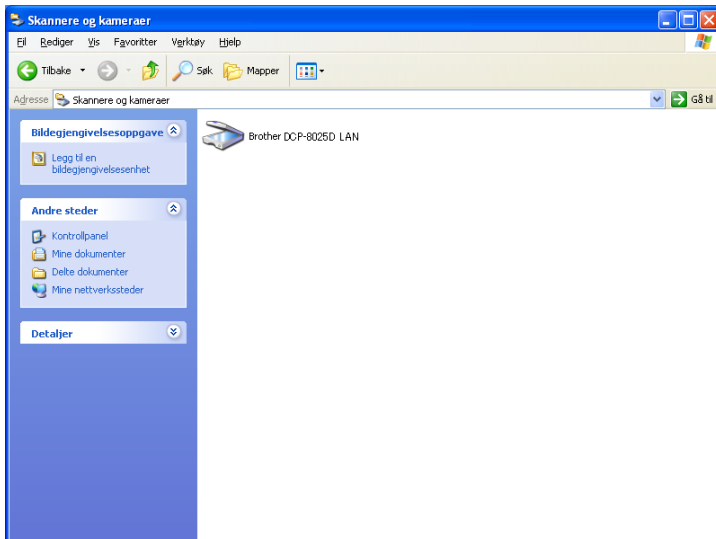 Skannere og kameraer
Fil Rediger Vis Favoritter Verktøy Hjelp
Tilbake Søk Mapper
Adresse Skannere og kameraer Gå til
Bildegjengivelsesoppgave
Legg til en
bildegjengivelsesenhet
Brother DCP-8025D LAN
Andre steder
Kontrollpanel
Mine dokumenter
Delte dokumenter
Mine nettverkssteder
Detaljer